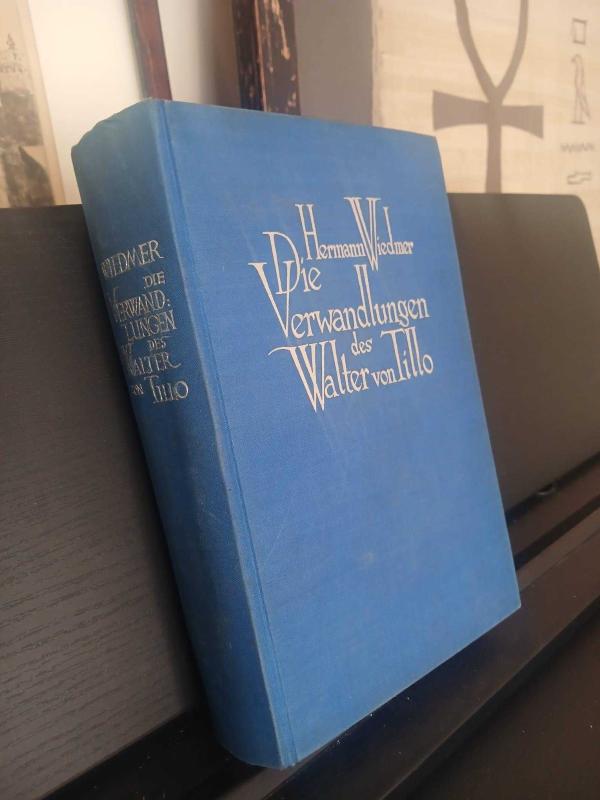 Hermann Wiedmer
Die
Verwandlungen
des
Walter von Tillo
WIEDMER
DIE
VERWAND:
LUNGEN
DES
WALTER
VON TILLO